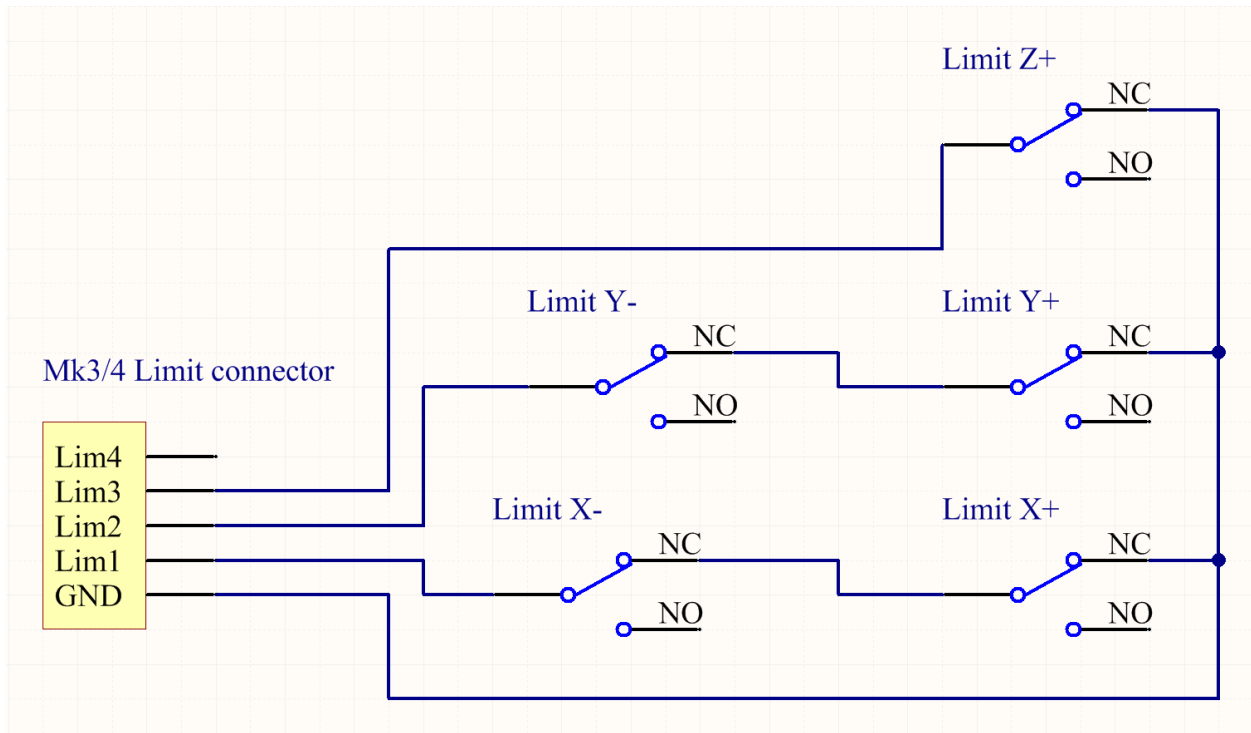 Limit Z+
NC
NO
Limit Y-
Limit Y+
NC
NC
NO
NO
Mk3/4 Limit connector
Lim4
Lim3
Lim2
Lim1
GND
Limit X-
Limit X+
NC
NC
NO
NO